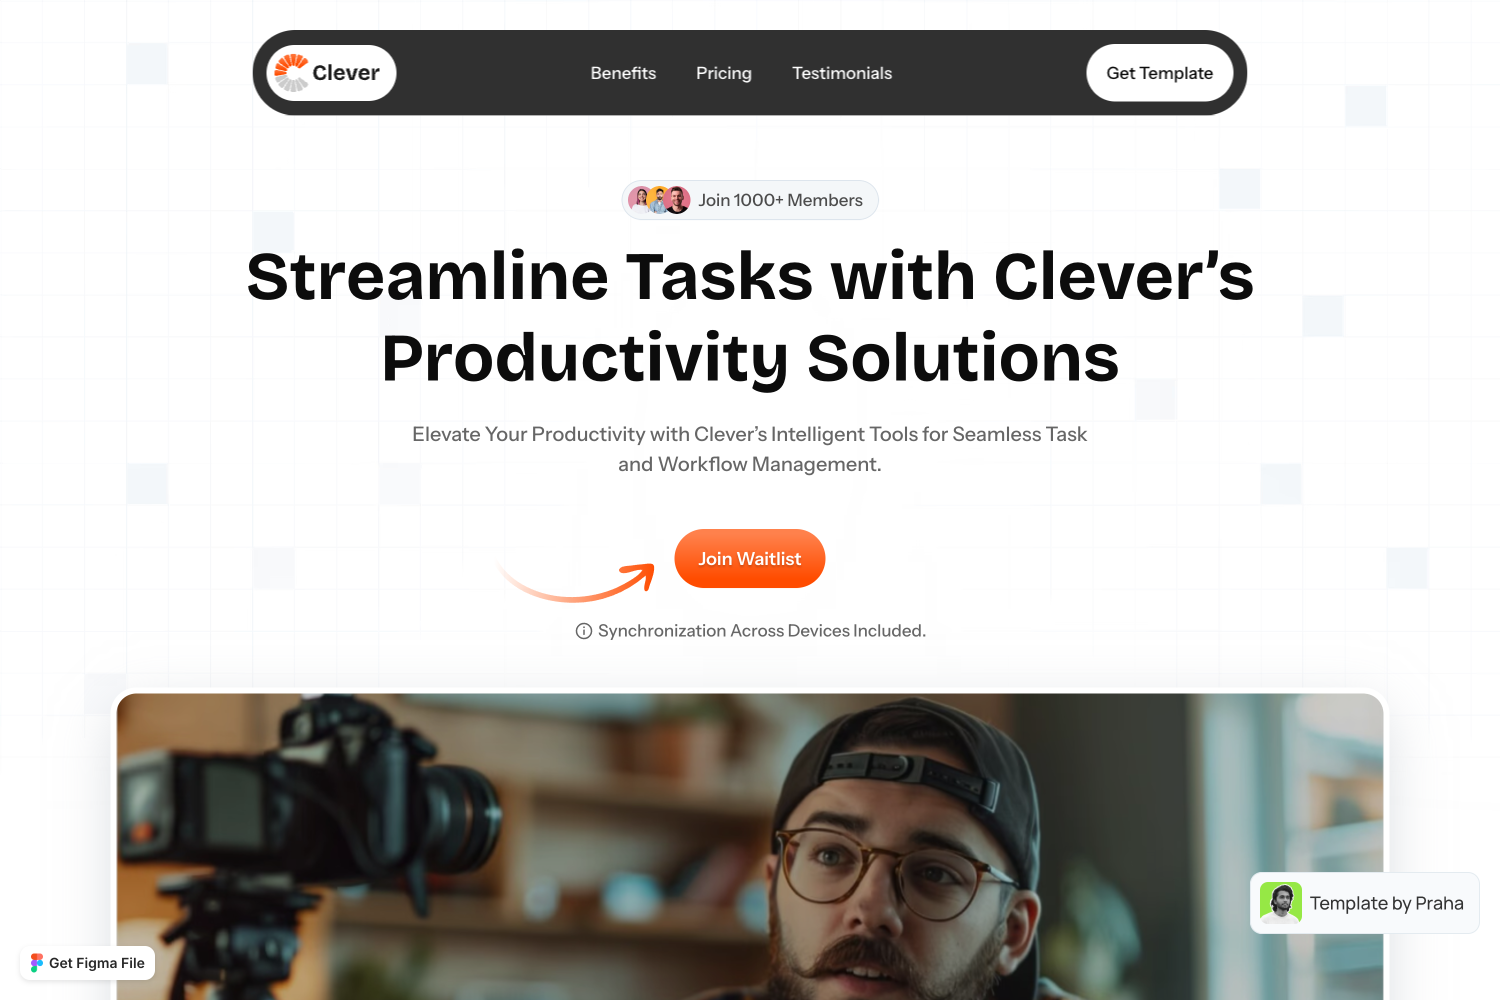 Clever
Benefits
Pricing
Testimonials
Get Template
Join 1000+ Members
Streamline Tasks with Clever’s
Productivity Solutions
Elevate Your Productivity with Clever’s Intelligent Tools for Seamless Task
and Workflow Management.
Join Waitlist
Synchronization Across Devices Included.
Template by Praha
Get Figma File